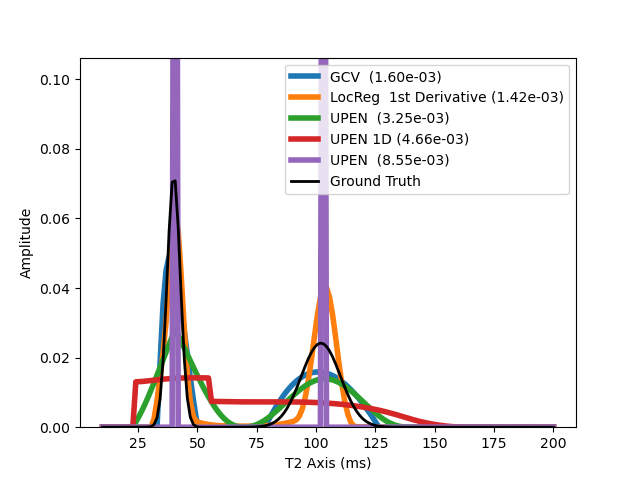 GCV (1.60e-03)
LocReg 1st Derivative (1.42e-03)
UPEN (3.25e-03)
UPEN 1D (4.66e-03)
UPEN (8.55e-03)
Ground Truth
0.10
0.08
0.06
0.04
0.02
0.00
Amplitude
25 50 75 100 125 150 175 200
T2 Axis (ms)